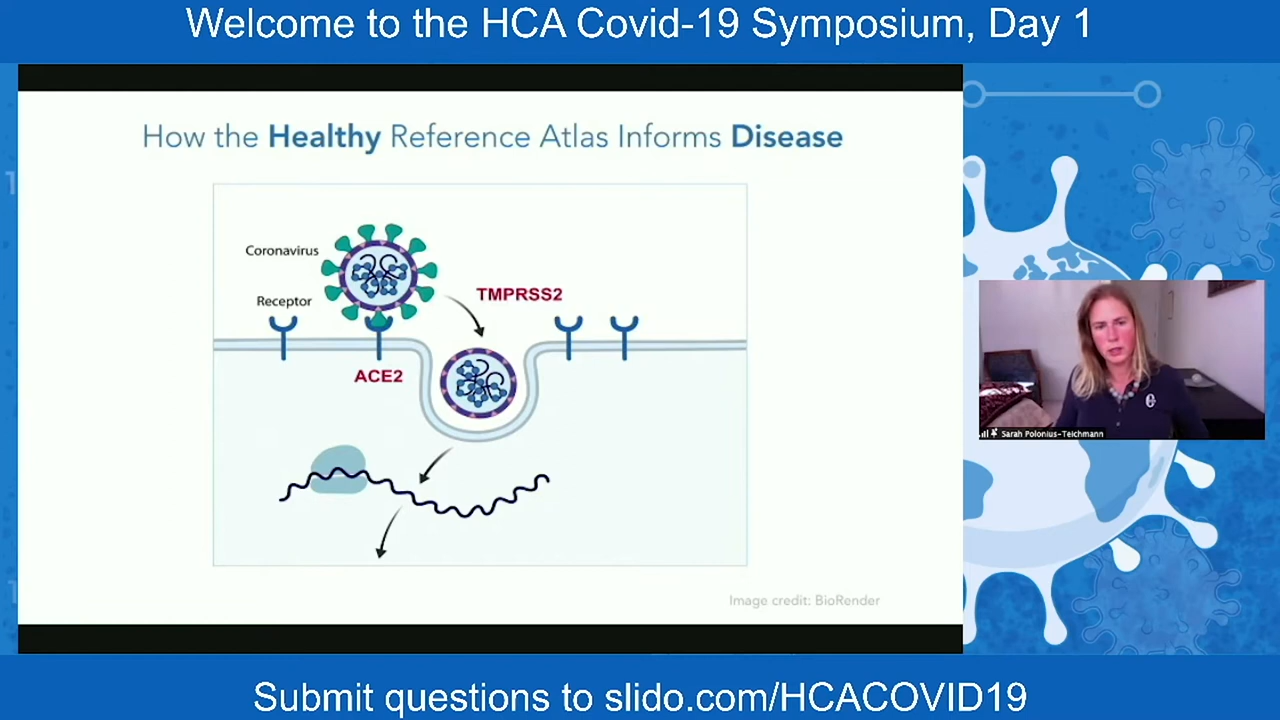 Welcome to the HCA Covid-19 Symposium, Day 1
How the Healthy Reference Atlas Informs Disease
Coronavirus
Receptor
TMPRSS2
ACE2
Image credit: BioRender
Sarah Polonius-Teichmann
Submit questions to slido.com/HCACOVID19